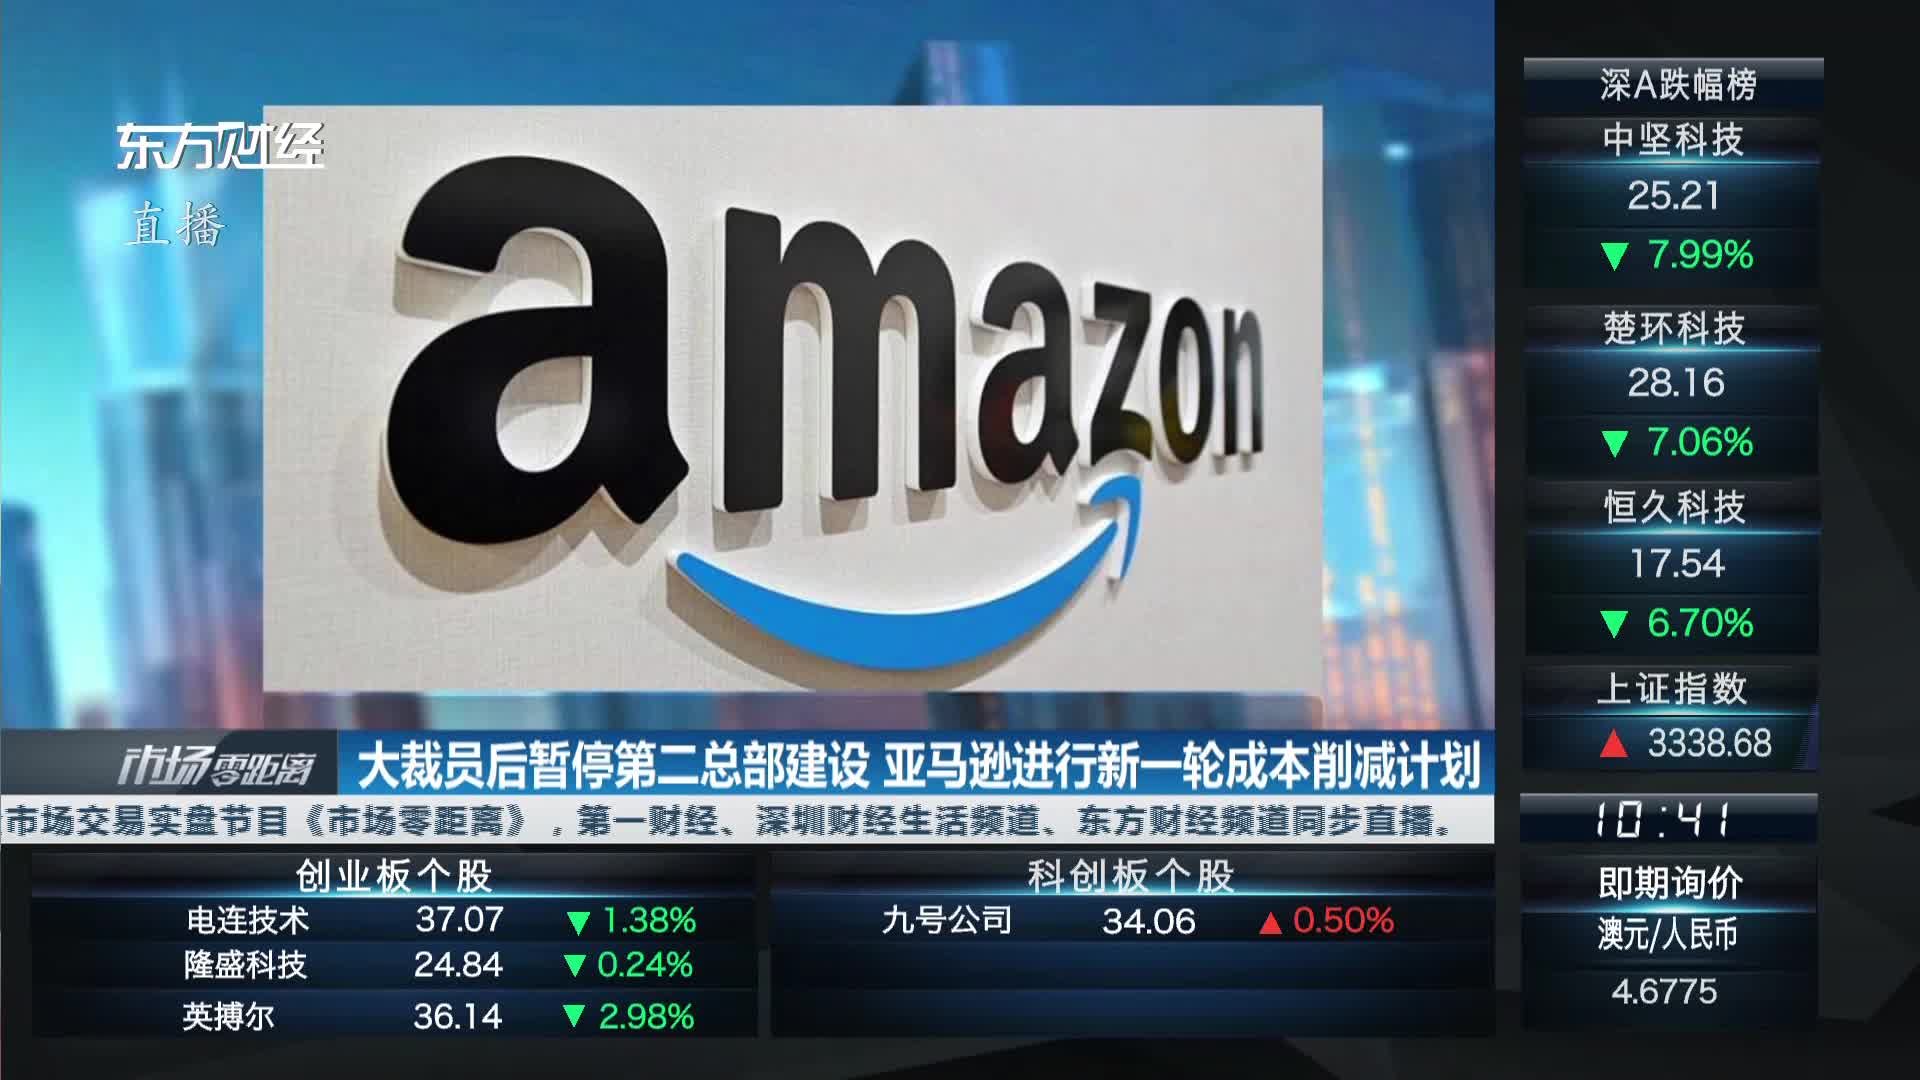 东方财经
直播
amazon
市场零距离
大裁员后暂停第二总部建设 亚马逊进行新一轮成本削减计划
市场交易实盘节目《市场零距离》，第一财经、深圳财经生活频道、东方财经频道同步直播。
创业板个股
电连技术 37.07 ▼ 1.38%
隆盛科技 24.84 ▼ 0.24%
英搏尔 36.14 ▼ 2.98%
科创板个股
九号公司 34.06 ▲ 0.50%
深A跌幅榜
中坚科技
25.21
▼ 7.99%
楚环科技
28.16
▼ 7.06%
恒久科技
17.54
▼ 6.70%
上证指数
▲ 3338.68
10:41
即期询价
澳元/人民币
4.6775